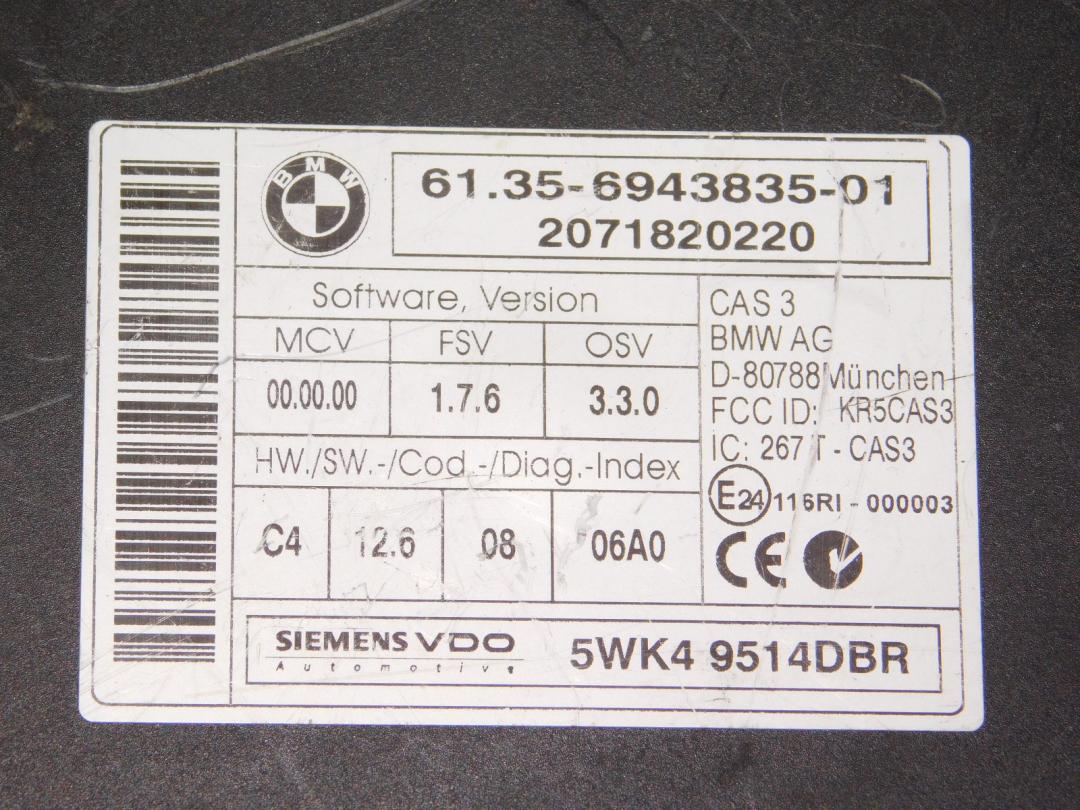 BMW
61.35-6943835-01
2071820220
Software, Version
MCV FSV OSV
00.00.00 1.7.6 3.3.0
HW./SW.-/Cod.-/Diag.-Index
C4 12.6 08 06A0
CAS 3
BMW AG
D-80788 München
FCC ID: KR5CAS3
IC: 267 T - CAS3
E24 116RI - 000003
CE
SIEMENS VDO
Automotive
5WK4 9514DBR